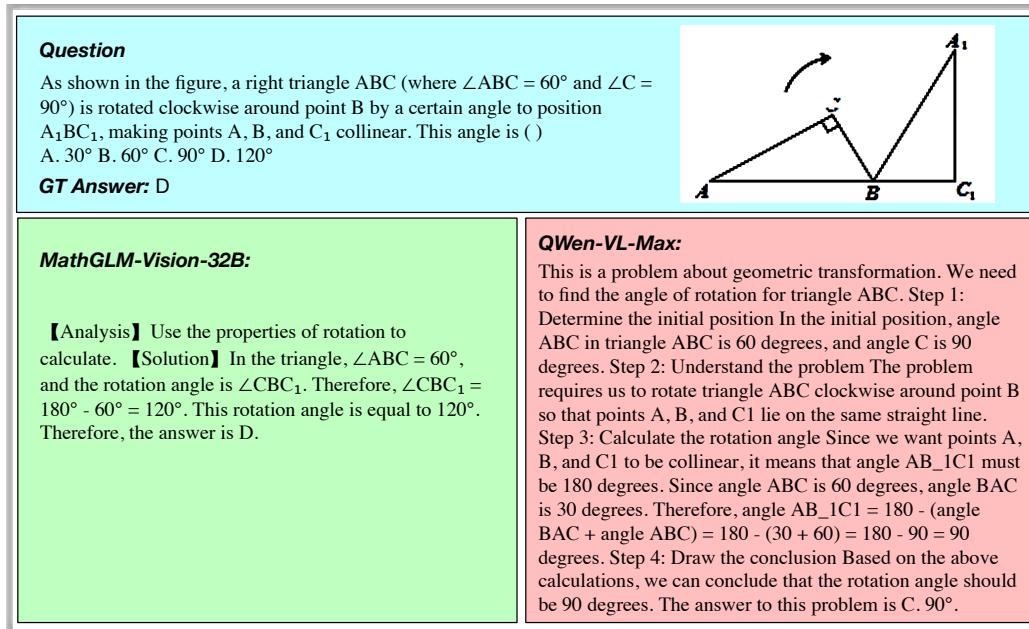 Question
As shown in the figure, a right triangle ABC (where ∠ABC = 60° and ∠C =
90°) is rotated clockwise around point B by a certain angle to position
A₁BC₁, making points A, B, and C₁ collinear. This angle is ( )
A. 30° B. 60° C. 90° D. 120°
GT Answer: D
A₁
C
A
B
C₁
MathGLM-Vision-32B:
【Analysis】Use the properties of rotation to
calculate. 【Solution】In the triangle, ∠ABC = 60°,
and the rotation angle is ∠CBC₁. Therefore, ∠CBC₁ =
180° - 60° = 120°. This rotation angle is equal to 120°.
Therefore, the answer is D.
QWen-VL-Max:
This is a problem about geometric transformation. We need
to find the angle of rotation for triangle ABC. Step 1:
Determine the initial position In the initial position, angle
ABC in triangle ABC is 60 degrees, and angle C is 90
degrees. Step 2: Understand the problem The problem
requires us to rotate triangle ABC clockwise around point B
so that points A, B, and C1 lie on the same straight line.
Step 3: Calculate the rotation angle Since we want points A,
B, and C1 to be collinear, it means that angle AB_1C1 must
be 180 degrees. Since angle ABC is 60 degrees, angle BAC
is 30 degrees. Therefore, angle AB_1C1 = 180 - (angle
BAC + angle ABC) = 180 - (30 + 60) = 180 - 90 = 90
degrees. Step 4: Draw the conclusion Based on the above
calculations, we can conclude that the rotation angle should
be 90 degrees. The answer to this problem is C. 90°.